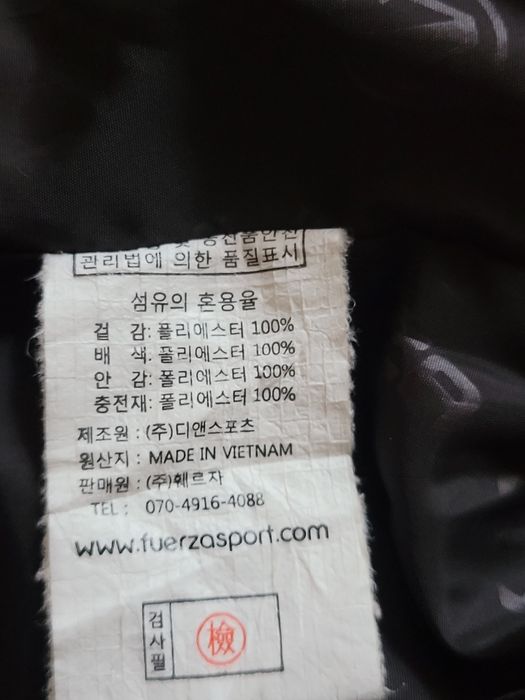 관리법에 의한 품질표시
섬유의 혼용율
겉 감: 폴리에스터 100%
배 색: 폴리에스터 100%
안 감: 폴리에스터 100%
충전재: 폴리에스터 100%
제조원 : (주)디앤스포츠
원산지 : MADE IN VIETNAM
판매원 : (주)훼르자
TEL : 070-4916-4088
www.fuerzasport.com
검사필 檢